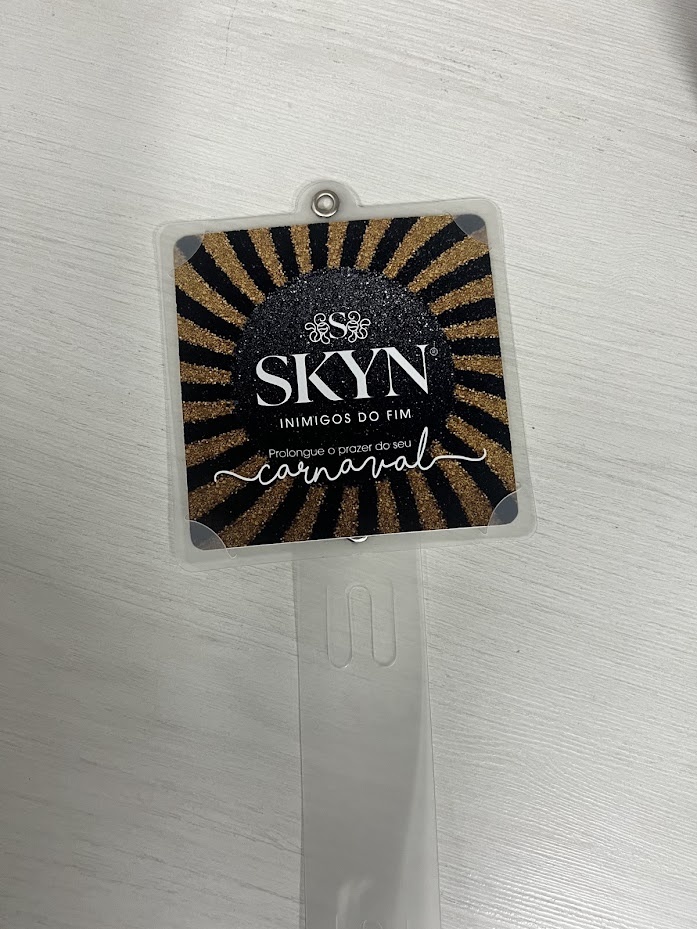 S
SKYN®
INIMIGOS DO FIM
Prolongue o prazer do seu
carnaval